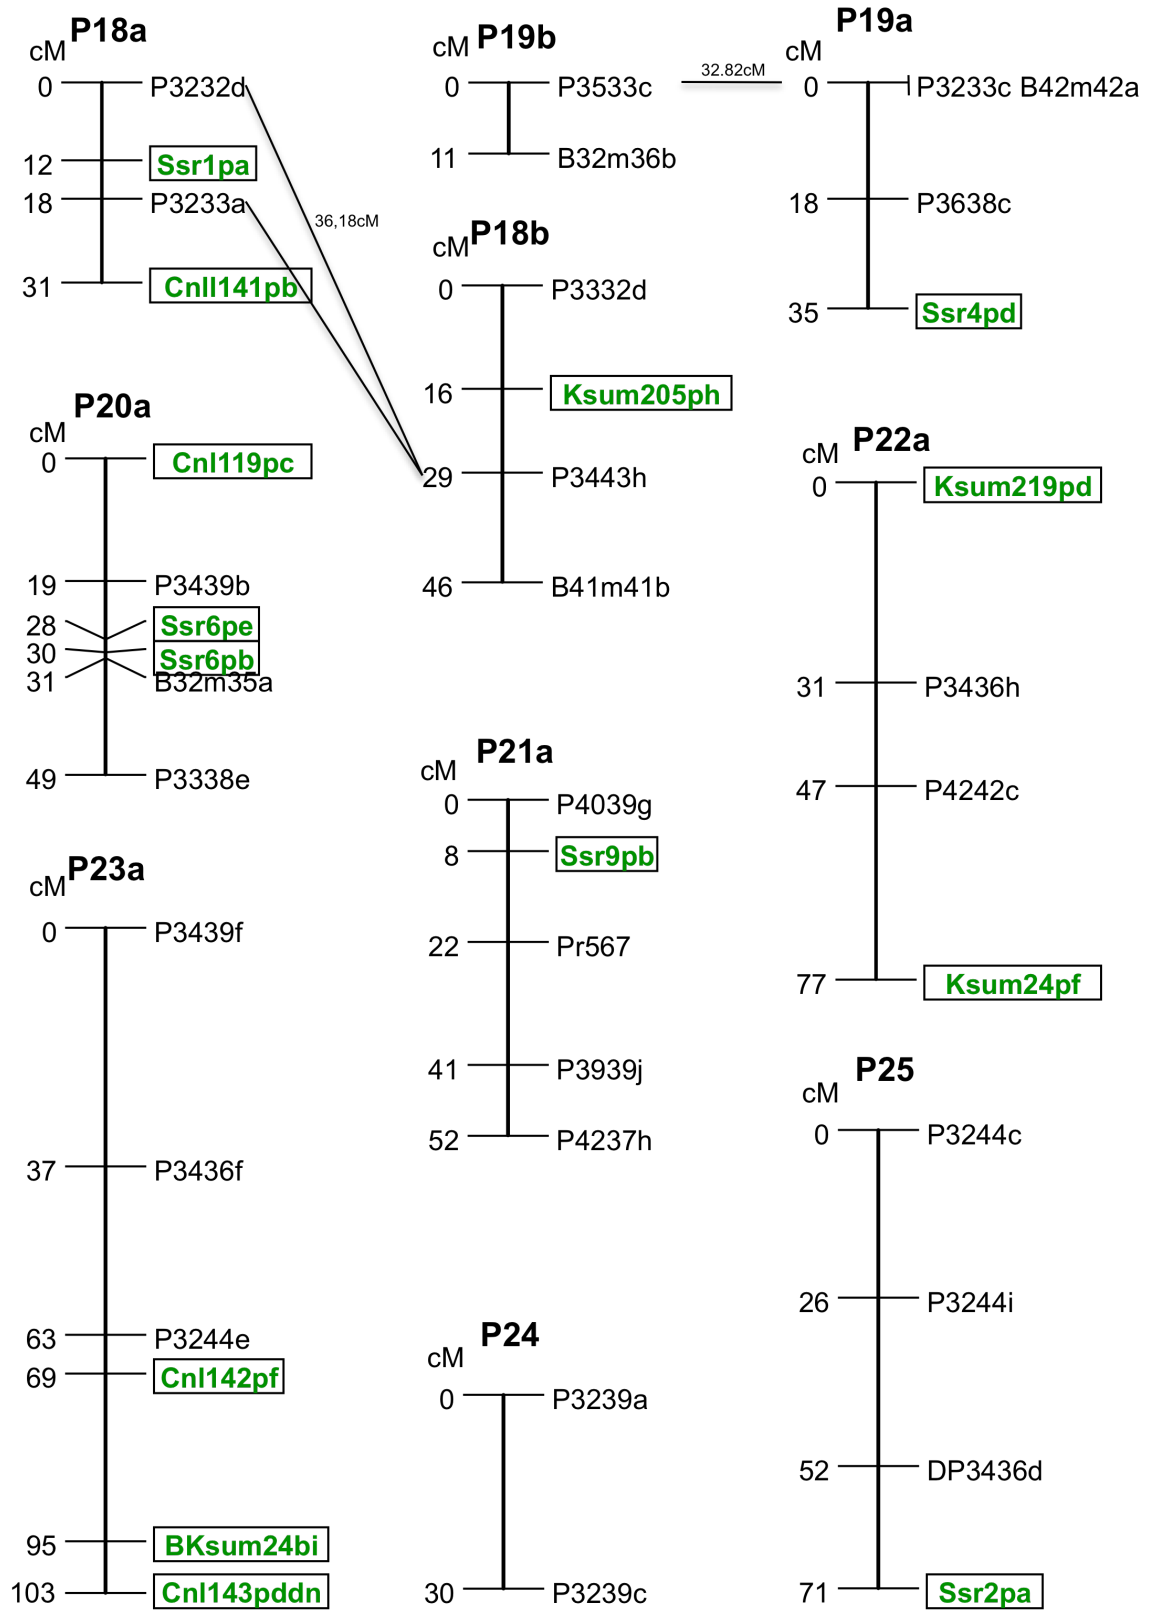 P18a
cM
0 P3232d
12 Ssr1pa
18 P3233a
31 CnII141pb
36,18cM
P19b
cM
0 P3533c
11 B32m36b
32.82cM
P19a
cM
0 P3233c B42m42a
18 P3638c
35 Ssr4pd
P18b
cM
0 P3332d
16 Ksum205ph
29 P3443h
46 B41m41b
P20a
cM
0 Cnl119pc
19 P3439b
28 Ssr6pe
30 Ssr6pb
31 B32m35a
49 P3338e
P22a
cM
0 Ksum219pd
31 P3436h
47 P4242c
77 Ksum24pf
P21a
cM
0 P4039g
8 Ssr9pb
22 Pr567
41 P3939j
52 P4237h
P23a
cM
0 P3439f
37 P3436f
63 P3244e
69 Cnl142pf
95 BKsum24bi
103 Cnl143pddn
P24
cM
0 P3239a
30 P3239c
P25
cM
0 P3244c
26 P3244i
52 DP3436d
71 Ssr2pa